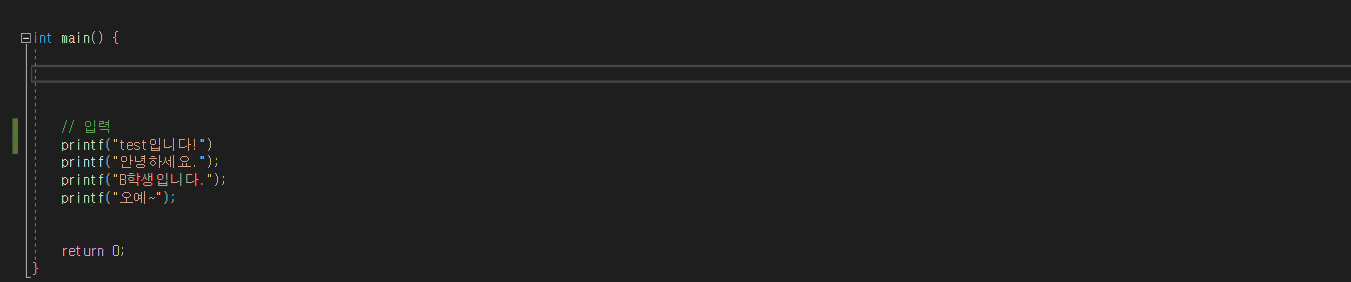 int main() {
// 입력
printf("test입니다!")
printf("안녕하세요.");
printf("B학생입니다.");
printf("오예~");
return 0;
}